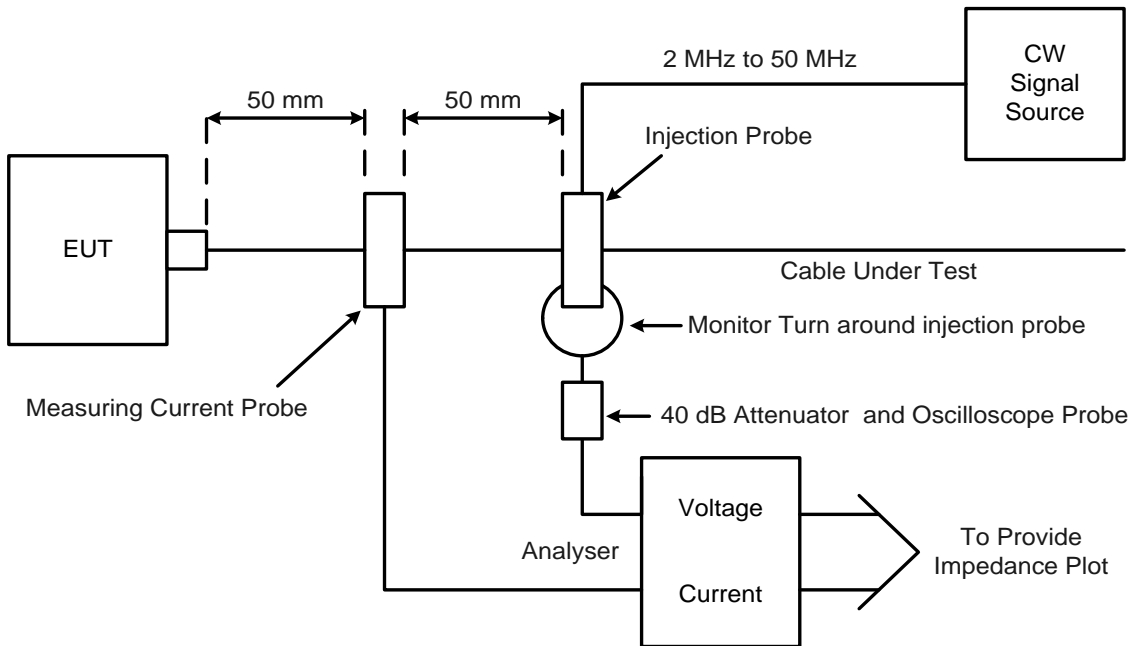 2 MHz to 50 MHz
CW
Signal
Source
50 mm
50 mm
Injection Probe
EUT
Cable Under Test
Monitor Turn around injection probe
Measuring Current Probe
40 dB Attenuator and Oscilloscope Probe
Voltage
Analyser
Current
To Provide
Impedance Plot